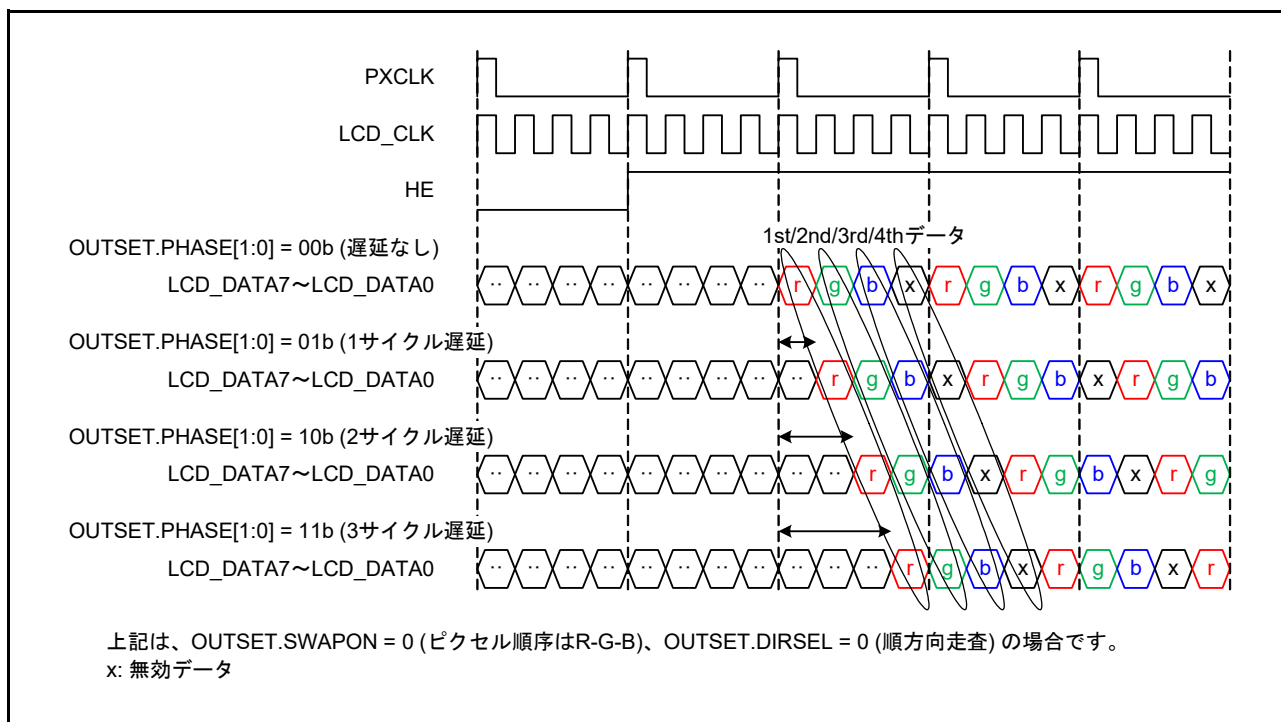 PXCLK
LCD_CLK
HE
OUTSET.PHASE[1:0] = 00b (遅延なし)
1st/2nd/3rd/4thデータ
LCD_DATA7～LCD_DATA0
·· ·· ·· ·· ·· ·· ·· ·· r g b x r g b x r g b x
OUTSET.PHASE[1:0] = 01b (1サイクル遅延)
LCD_DATA7～LCD_DATA0
·· ·· ·· ·· ·· ·· ·· ·· ·· r g b x r g b x r g b
OUTSET.PHASE[1:0] = 10b (2サイクル遅延)
LCD_DATA7～LCD_DATA0
·· ·· ·· ·· ·· ·· ·· ·· ·· ·· r g b x r g b x r g
OUTSET.PHASE[1:0] = 11b (3サイクル遅延)
LCD_DATA7～LCD_DATA0
·· ·· ·· ·· ·· ·· ·· ·· ·· ·· ·· r g b x r g b x r
上記は、OUTSET.SWAPON = 0 (ピクセル順序はR-G-B)、OUTSET.DIRSEL = 0 (順方向走査) の場合です。
x: 無効データ